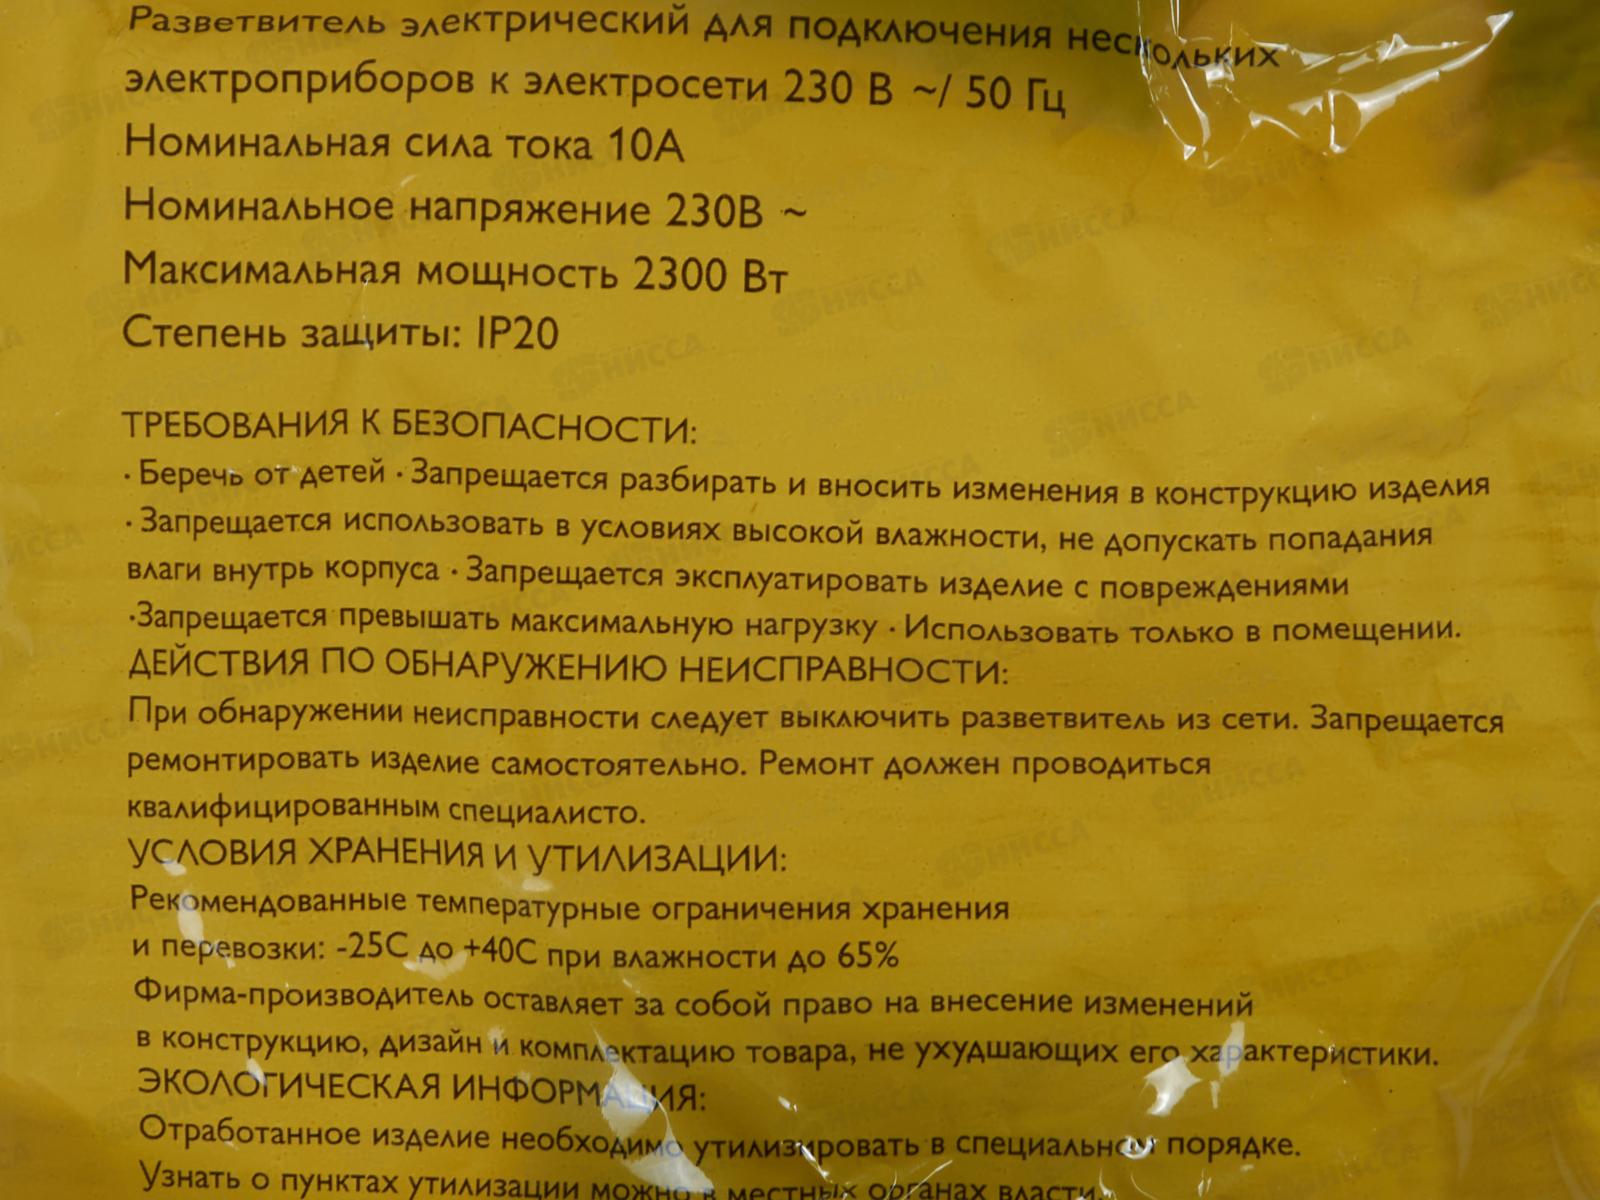 Разветвитель электрический для подключения нескольких
электроприборов к электросети 230 В ~/ 50 Гц
Номинальная сила тока 10А
Номинальное напряжение 230В ~
Максимальная мощность 2300 Вт
Степень защиты: IP20
ТРЕБОВАНИЯ К БЕЗОПАСНОСТИ:
· Беречь от детей · Запрещается разбирать и вносить изменения в конструкцию изделия
· Запрещается использовать в условиях высокой влажности, не допускать попадания
влаги внутрь корпуса · Запрещается эксплуатировать изделие с повреждениями
·Запрещается превышать максимальную нагрузку · Использовать только в помещении.
ДЕЙСТВИЯ ПО ОБНАРУЖЕНИЮ НЕИСПРАВНОСТИ:
При обнаружении неисправности следует выключить разветвитель из сети. Запрещается
ремонтировать изделие самостоятельно. Ремонт должен проводиться
квалифицированным специалисто.
УСЛОВИЯ ХРАНЕНИЯ И УТИЛИЗАЦИИ:
Рекомендованные температурные ограничения хранения
и перевозки: -25С до +40С при влажности до 65%
Фирма-производитель оставляет за собой право на внесение изменений
в конструкцию, дизайн и комплектацию товара, не ухудшающих его характеристики.
ЭКОЛОГИЧЕСКАЯ ИНФОРМАЦИЯ:
Отработанное изделие необходимо утилизировать в специальном порядке.
Узнать о пунктах утилизации можно в местных органах власти.